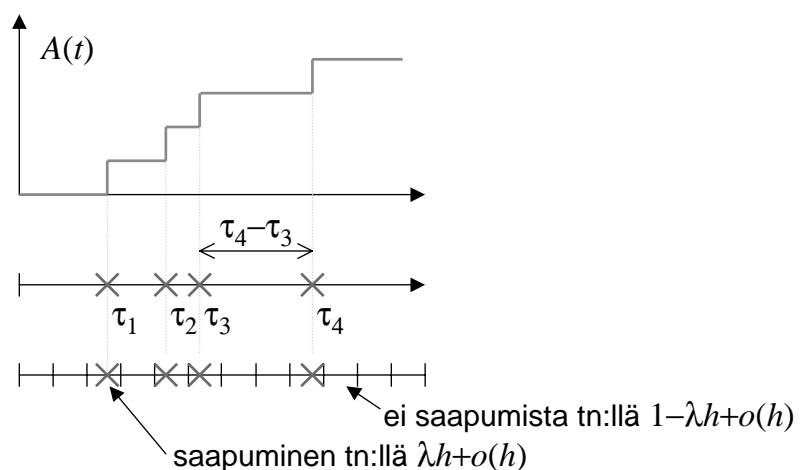 A(t)
τ4−τ3
τ1 τ2 τ3 τ4
ei saapumista tn:llä 1−λh+o(h)
saapuminen tn:llä λh+o(h)